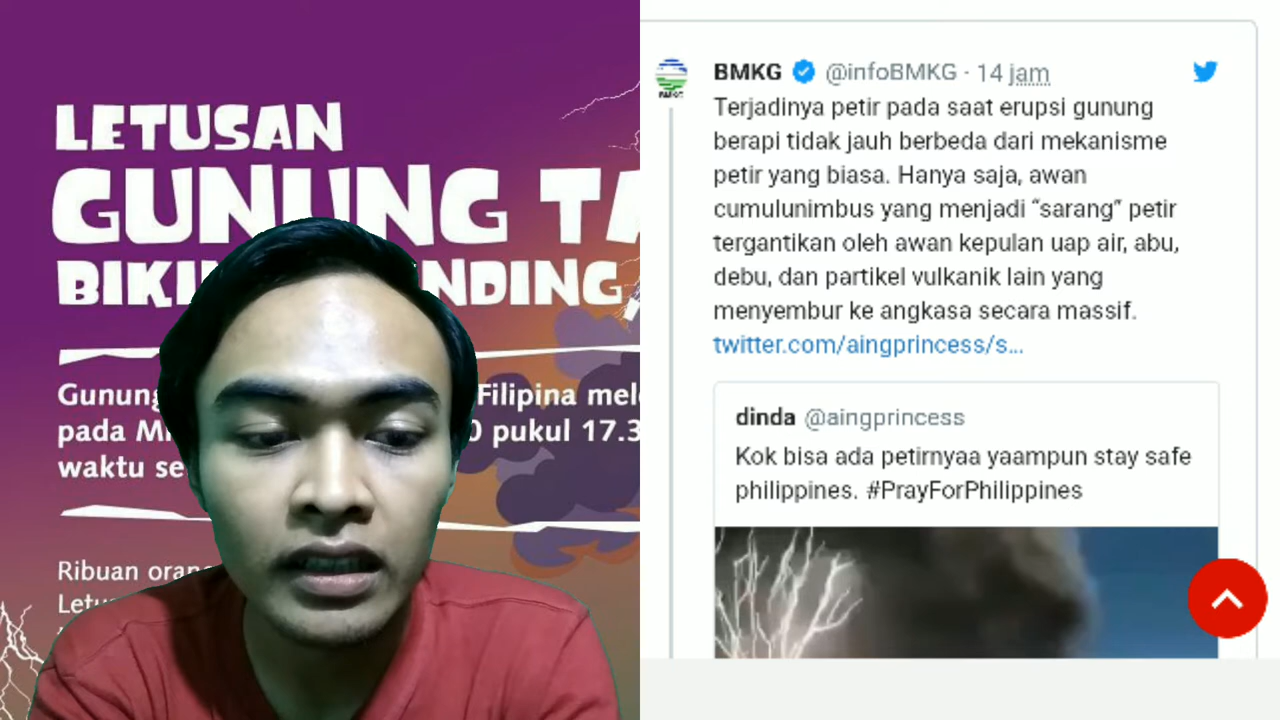 LETUSAN
GUNUNG TA
BIKI NDING,
Gunung Filipina mel
pada M 0 pukul 17.3
waktu se
Ribuan oran
Letu
BMKG @infoBMKG · 14 jam
BMKG
Terjadinya petir pada saat erupsi gunung
berapi tidak jauh berbeda dari mekanisme
petir yang biasa. Hanya saja, awan
cumulunimbus yang menjadi “sarang” petir
tergantikan oleh awan kepulan uap air, abu,
debu, dan partikel vulkanik lain yang
menyembur ke angkasa secara massif.
twitter.com/aingprincess/s...
dinda @aingprincess
Kok bisa ada petirnyaa yaampun stay safe
philippines. #PrayForPhilippines